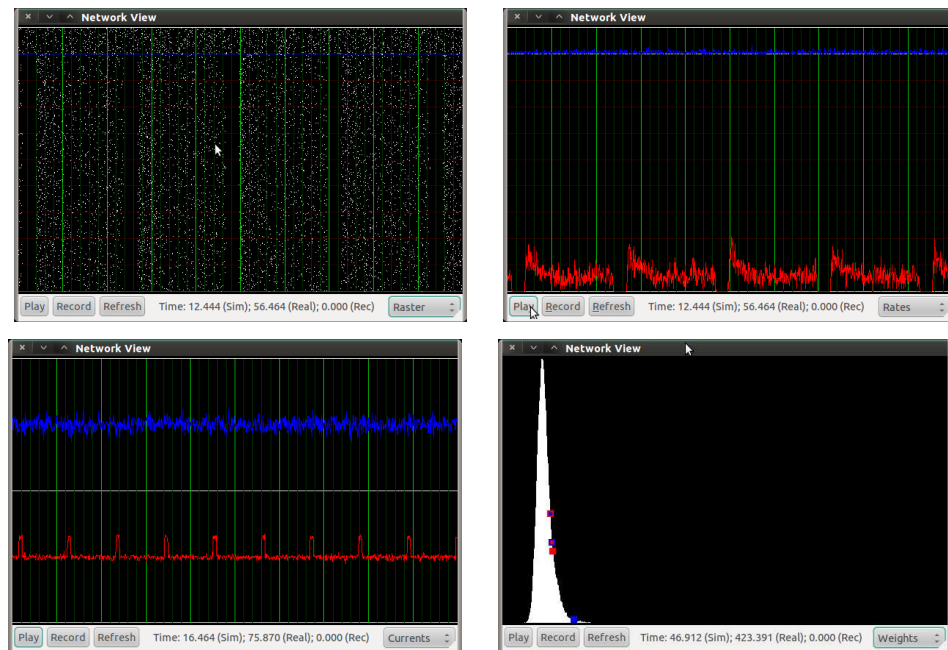 Network View
Play Record Refresh Time: 12.444 (Sim); 56.464 (Real); 0.000 (Rec) Raster
Network View
Play Record Refresh Time: 12.444 (Sim); 56.464 (Real); 0.000 (Rec) Rates
Network View
Play Record Refresh Time: 16.464 (Sim); 75.870 (Real); 0.000 (Rec) Currents
Network View
Play Record Refresh Time: 46.912 (Sim); 423.391 (Real); 0.000 (Rec) Weights